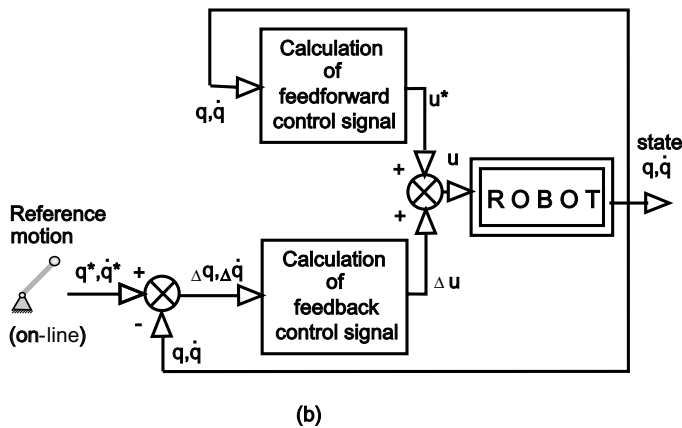 Calculation
of
feedforward
control signal
q,q̇
u*
+
u
state
q,q̇
ROBOT
+
Reference
motion
q*,q̇*
+
Δq,Δq̇
Calculation
of
feedback
control signal
Δu
(on-line)
-
q,q̇
(b)